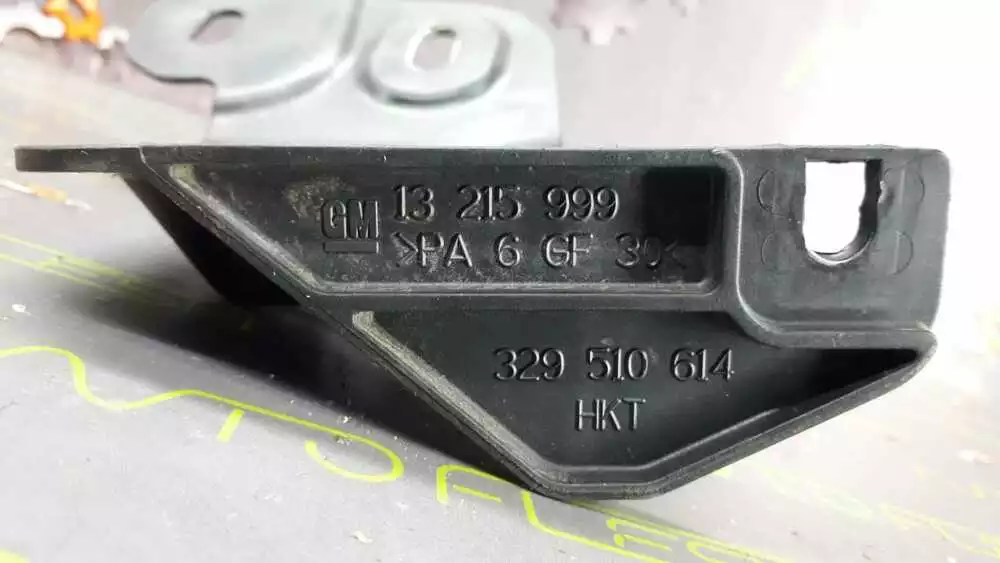 GM 13 215 999
>PA 6 GF 30<
329 510 614
HKT